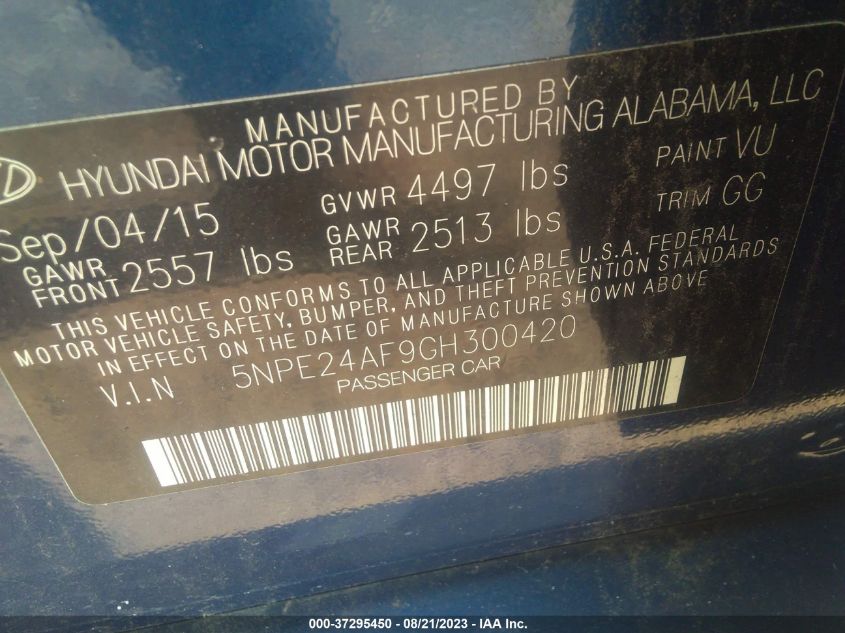 MANUFACTURED BY
HYUNDAI MOTOR MANUFACTURING ALABAMA, LLC
Sep/04/15 GVWR 4497 lbs PAINT VU
GAWR FRONT 2557 lbs GAWR REAR 2513 lbs TRIM GG
THIS VEHICLE CONFORMS TO ALL APPLICABLE U.S.A. FEDERAL
MOTOR VEHICLE SAFETY, BUMPER, AND THEFT PREVENTION STANDARDS
IN EFFECT ON THE DATE OF MANUFACTURE SHOWN ABOVE
V.I.N 5NPE24AF9GH300420
PASSENGER CAR
000-37295450 - 08/21/2023 - IAA Inc.